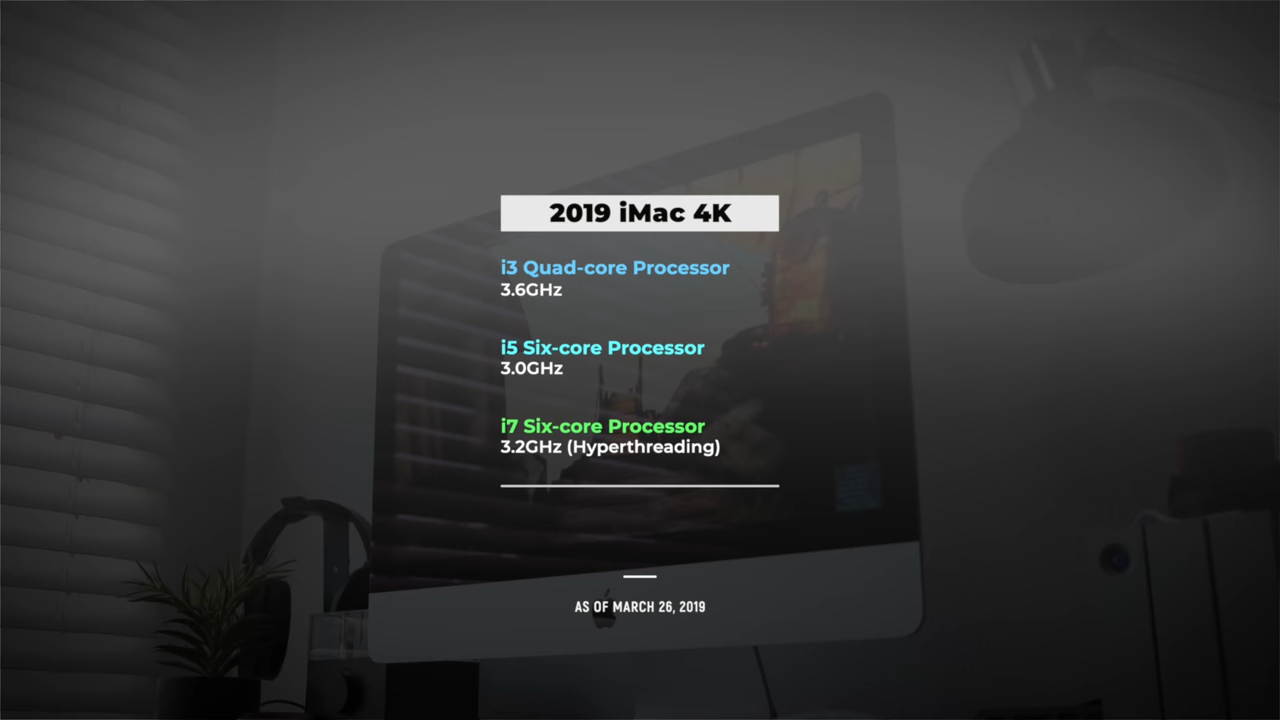 2019 iMac 4K
i3 Quad-core Processor
3.6GHz
i5 Six-core Processor
3.0GHz
i7 Six-core Processor
3.2GHz (Hyperthreading)
AS OF MARCH 26, 2019